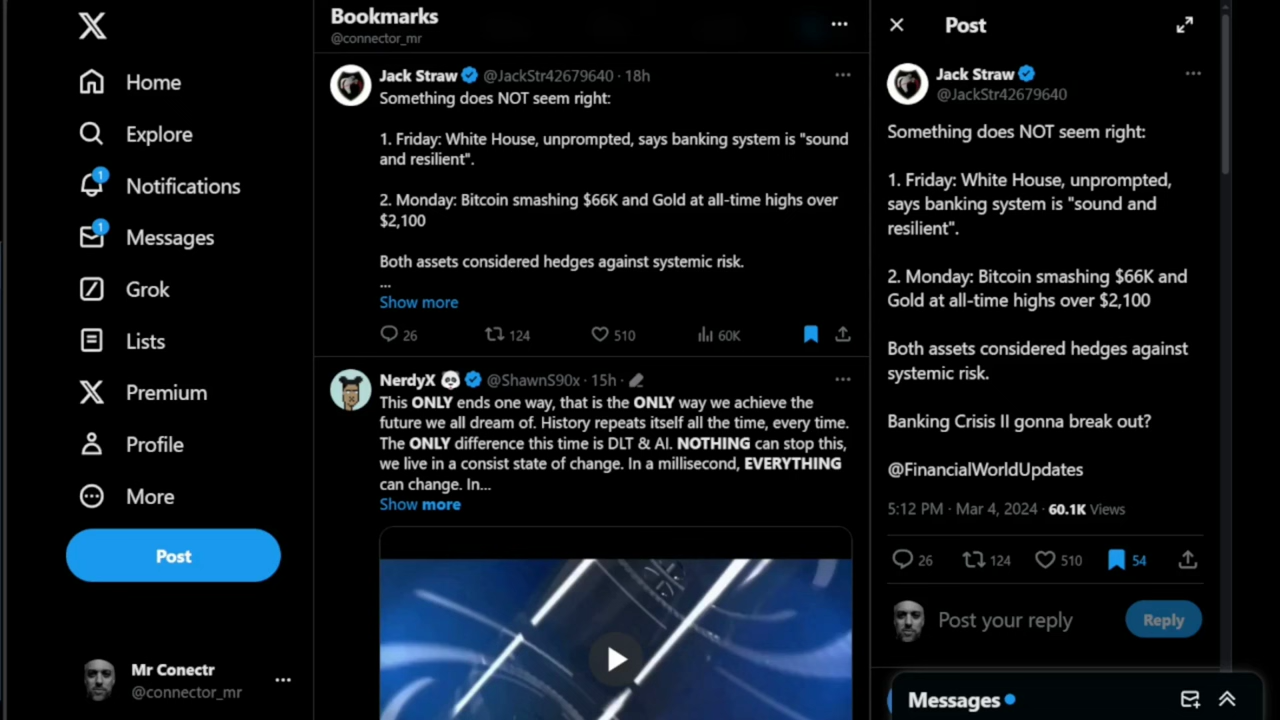 Home
Explore
1
Notifications
1
Messages
Grok
Lists
Premium
Profile
More
Post
Mr Conectr
@connector_mr
Bookmarks
@connector_mr
Jack Straw @JackStr42679640 · 18h
Something does NOT seem right:
1. Friday: White House, unprompted, says banking system is "sound
and resilient".
2. Monday: Bitcoin smashing $66K and Gold at all-time highs over
$2,100
Both assets considered hedges against systemic risk.
...
Show more
26 124 510 60K
NerdyX 🐼 @ShawnS90x · 15h ·
This ONLY ends one way, that is the ONLY way we achieve the
future we all dream of. History repeats itself all the time, every time.
The ONLY difference this time is DLT & AI. NOTHING can stop this,
we live in a consist state of change. In a millisecond, EVERYTHING
can change. In...
Show more
Post
Jack Straw
@JackStr42679640
Something does NOT seem right:
1. Friday: White House, unprompted,
says banking system is "sound and
resilient".
2. Monday: Bitcoin smashing $66K and
Gold at all-time highs over $2,100
Both assets considered hedges against
systemic risk.
Banking Crisis II gonna break out?
@FinancialWorldUpdates
5:12 PM · Mar 4, 2024 · 60.1K Views
26 124 510 54
Post your reply
Reply
Messages